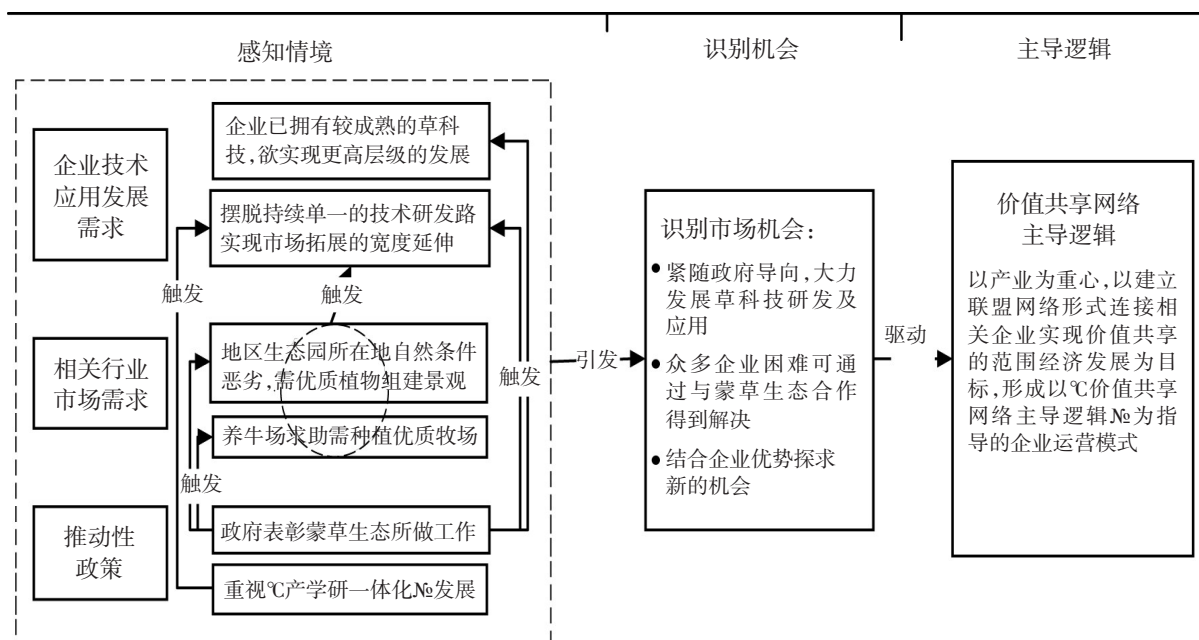 感知情境
识别机会
主导逻辑
企业技术
应用发展
需求
企业已拥有较成熟的草科
技,欲实现更高层级的发展
摆脱持续单一的技术研发路
实现市场拓展的宽度延伸
触发
触发
相关行业
市场需求
地区生态园所在地自然条件
恶劣,需优质植物组建景观
养牛场求助需种植优质牧场
触发
触发
推动性
政策
政府表彰蒙草生态所做工作
重视℃产学研一体化№发展
引发
识别市场机会：
●紧随政府导向,大力
发展草科技研发及
应用
●众多企业困难可通
过与蒙草生态合作
得到解决
●结合企业优势探求
新的机会
驱动
价值共享网络
主导逻辑
以产业为重心,以建立
联盟网络形式连接相
关企业实现价值共享
的范围经济发展为目
标,形成以℃价值共享
网络主导逻辑№为指
导的企业运营模式